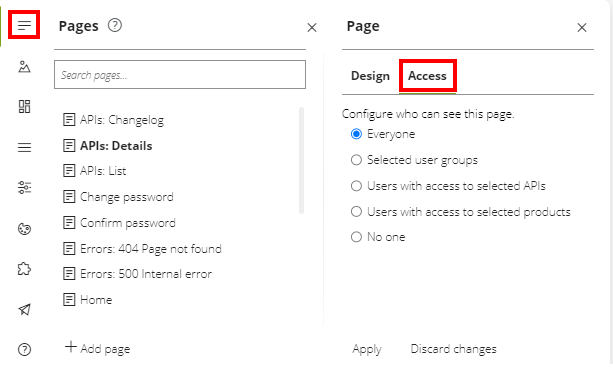 Pages
Search pages...
APIs: Changelog
APIs: Details
APIs: List
Change password
Confirm password
Errors: 404 Page not found
Errors: 500 Internal error
Home
Add page
Page
Design Access
Configure who can see this page.
Everyone
Selected user groups
Users with access to selected APIs
Users with access to selected products
No one
Apply Discard changes